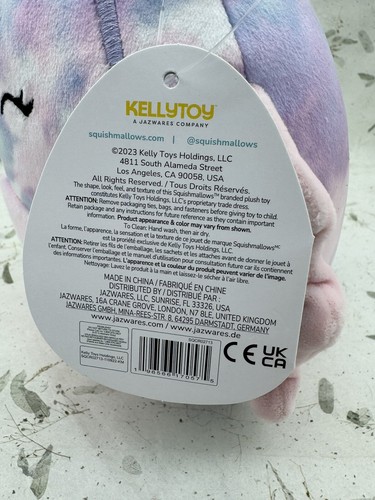 KELLYTOY
A JAZWARES COMPANY
squishmallows.com | @squishmallows
©2023 Kelly Toys Holdings, LLC
4811 South Alameda Street
Los Angeles, CA 90058, USA
All Rights Reserved. / Tous Droits Réservés.
The shape, look, feel, and texture of this Squishmallows™ branded plush toy
constitutes Kelly Toys Holdings, LLC's proprietary trade dress.
ATTENTION: Remove packaging ties, bags, and fasteners before giving toy to child.
Retain package and any instructions for future reference as they contain important
information. Product appearance & color may vary from shown.
To Clean: Hand wash, then air dry.
La forme, l'apparence, la sensation et la texture de ce jouet de marque Squishmallowsᴹᶜ
est la propriété exclusive de Kelly Toys Holdings, LLC.
ATTENTION: Retirer les fils de l'emballage, les sachets et les attaches avant de donner le jouet à
l'enfant. Conserver l'emballage et le manuel d'utilisation pour consultation future car ils contiennent
des informations importantes. L'apparence et la couleur du produit peuvent varier de l'image.
Nettoyage: Lavez le produit à la main et laissez-le sécher à l'air libre.
MADE IN CHINA / FABRIQUÉ EN CHINE
DISTRIBUTED BY / DISTRIBUÉ PAR :
JAZWARES, LLC, SUNRISE, FL 33326, USA
JAZWARES, 16A CRANE GROVE, LONDON, N7 8LE, UNITED KINGDOM
JAZWARES GMBH, MINA-REES-STR. 8, 64295 DARMSTADT, GERMANY
www.jazwares.com / www.jazwares.de
Kelly Toys Holdings, LLC
CE UK
CA